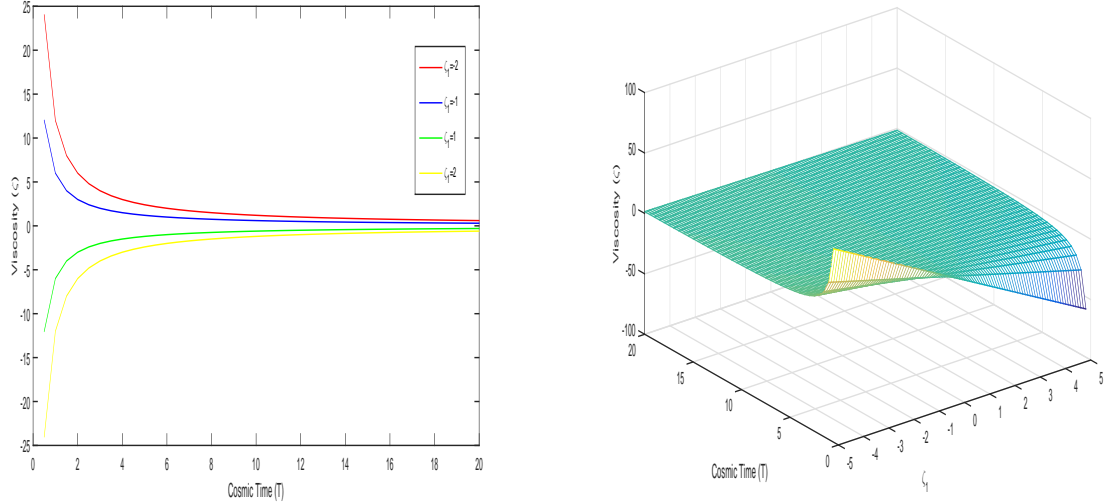 25
20
15
10
5
0
-5
-10
-15
-20
-25
Viscosity (ζ)
ζ₁=-2
ζ₁=-1
ζ₁=1
ζ₁=2
0 2 4 6 8 10 12 14 16 18 20
Cosmic Time (T)
100
50
0
-50
-100
Viscosity (ζ)
20
15
10
5
0
Cosmic Time (T)
-5 -4 -3 -2 -1 0 1 2 3 4 5
ζ₁